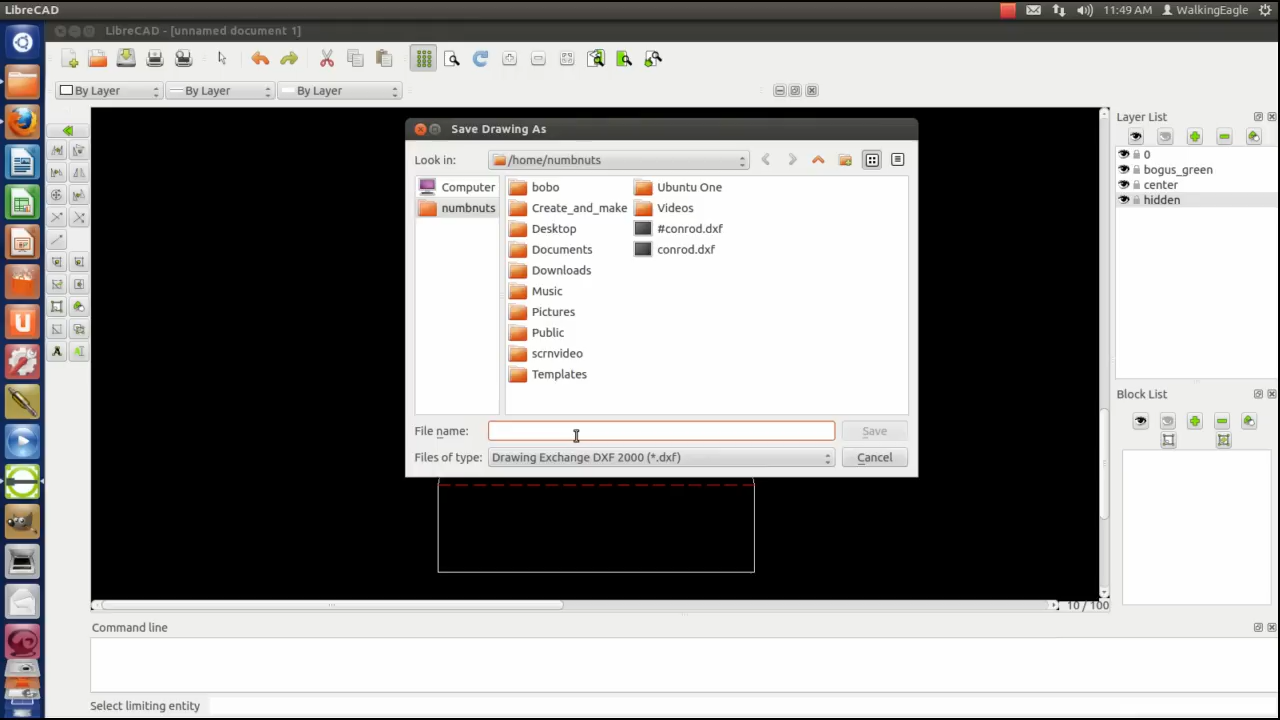 LibreCAD
11:49 AM
WalkingEagle
LibreCAD - [unnamed document 1]
By Layer
By Layer
By Layer
Save Drawing As
Look in:
/home/numbnuts
Computer
numbnuts
bobo
Create_and_make
Desktop
Documents
Downloads
Music
Pictures
Public
scrnvideo
Templates
Ubuntu One
Videos
#conrod.dxf
conrod.dxf
File name:
Save
Files of type:
Drawing Exchange DXF 2000 (*.dxf)
Cancel
Layer List
0
bogus_green
center
hidden
Block List
10 / 100
Command line
Select limiting entity